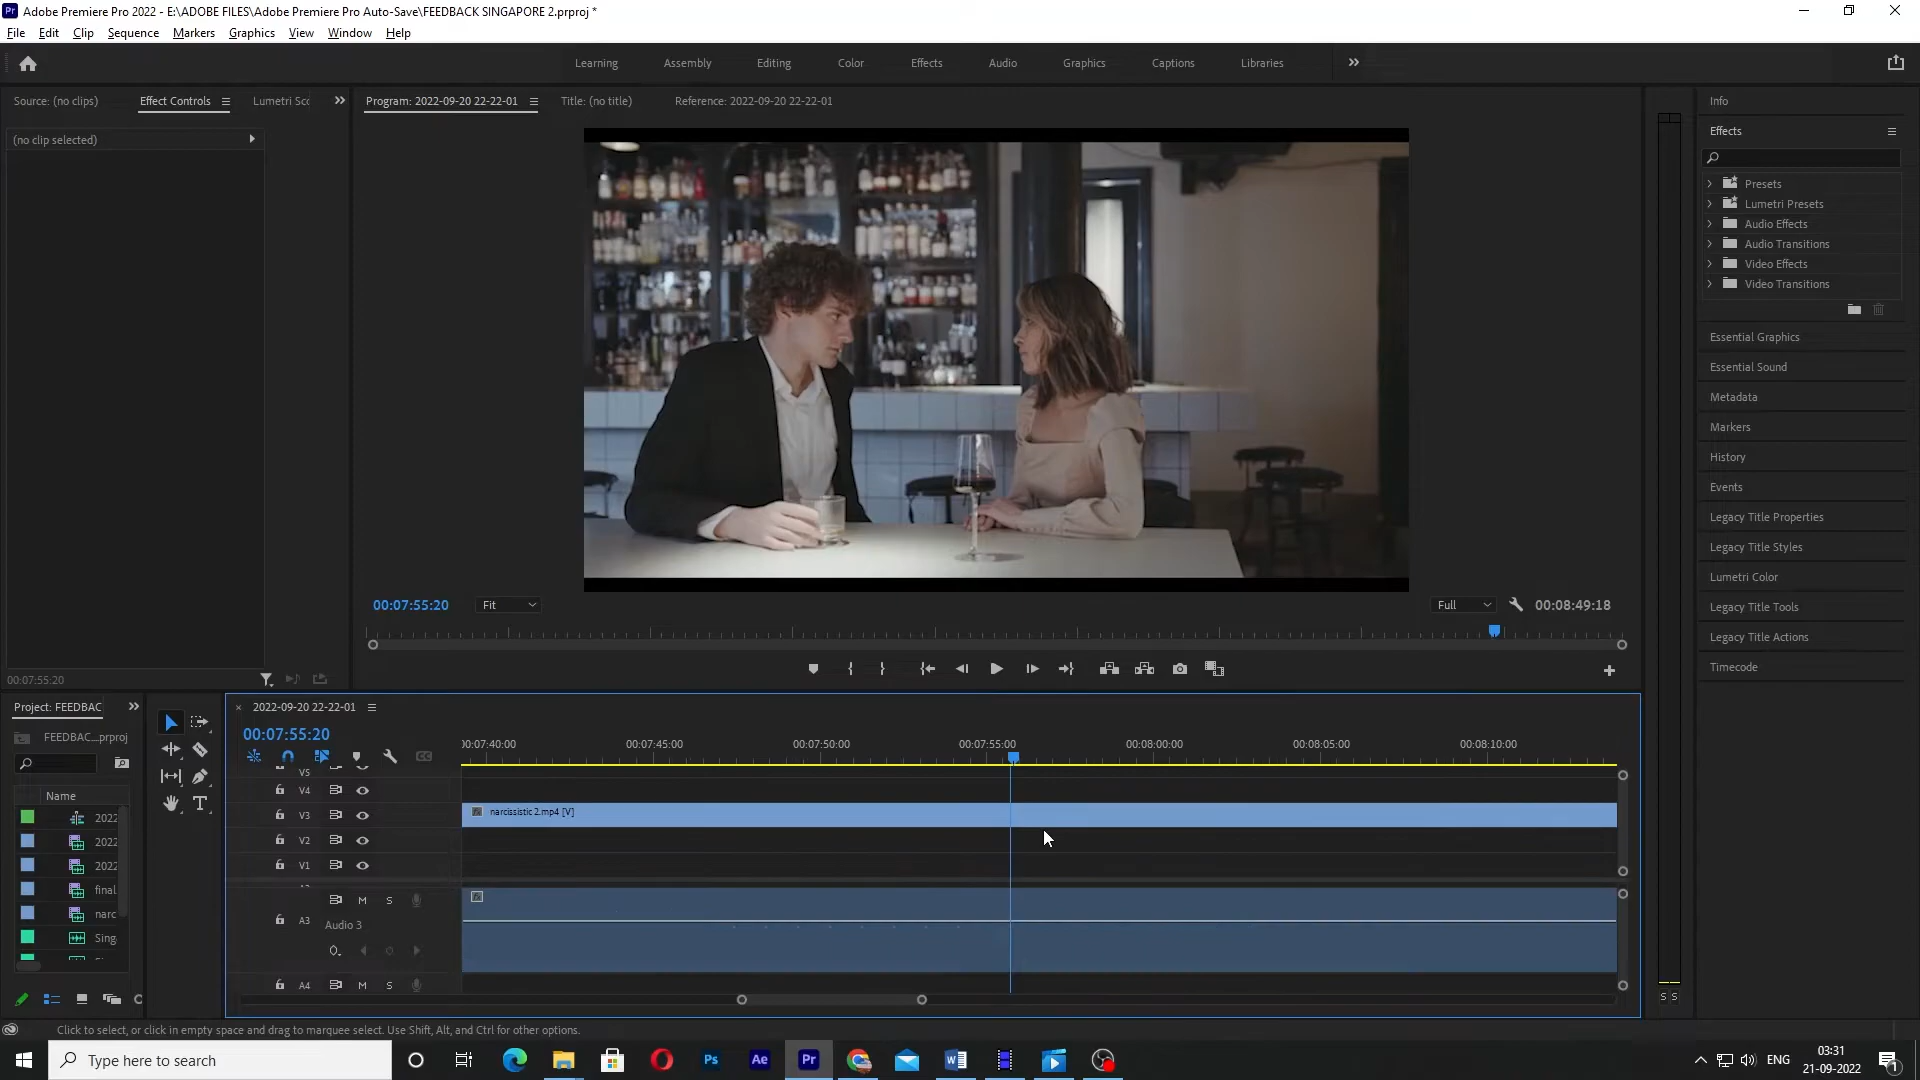 Adobe Premiere Pro 2022 - E:\ADOBE FILES\Adobe Premiere Pro Auto-Save\FEEDBACK SINGAPORE 2.prproj *
File Edit Clip Sequence Markers Graphics View Window Help
Learning Assembly Editing Color Effects Audio Graphics Captions Libraries
Source: (no clips) Effect Controls Lumetri Sco Program: 2022-09-20 22-22-01 Title: (no title) Reference: 2022-09-20 22-22-01
Info
(no clip selected)
Effects
Presets
Lumetri Presets
Audio Effects
Audio Transitions
Video Effects
Video Transitions
Essential Graphics
Essential Sound
Metadata
Markers
History
Events
Legacy Title Properties
Legacy Title Styles
Lumetri Color
Legacy Title Tools
Legacy Title Actions
Timecode
00:07:55:20 Fit Full 00:08:49:18
00:07:55:20
Project: FEEDBAC
FEEDBAC...prproj
Name
2022
2022
2022
final
narc
Sing
2022-09-20 22-22-01
00:07:55:20
00:07:40:00 00:07:45:00 00:07:50:00 00:07:55:00 00:08:00:00 00:08:05:00 00:08:10:00
V5
V4
V3 narcissistic 2.mp4 [V]
V2
V1
M S
A3
Audio 3
A4 M S
S S
Click to select, or click in empty space and drag to marquee select. Use Shift, Alt, and Ctrl for other options.
Type here to search
Ps Ae Pr
ENG
03:31
21-09-2022
1